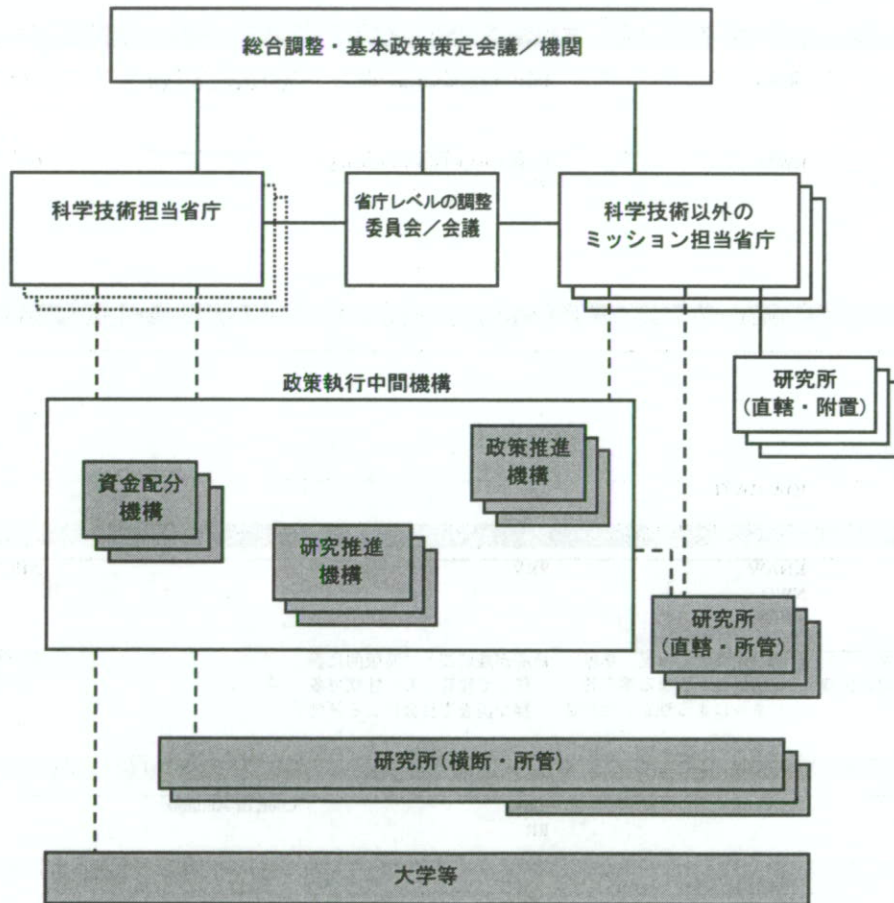 総合調整・基本政策策定会議／機関
科学技術担当省庁
省庁レベルの調整
委員会／会議
科学技術以外の
ミッション担当省庁
研究所
(直轄・附置)
政策執行中間機構
資金配分
機構
政策推進
機構
研究推進
機構
研究所
(直轄・所管)
研究所(横断・所管)
大学等